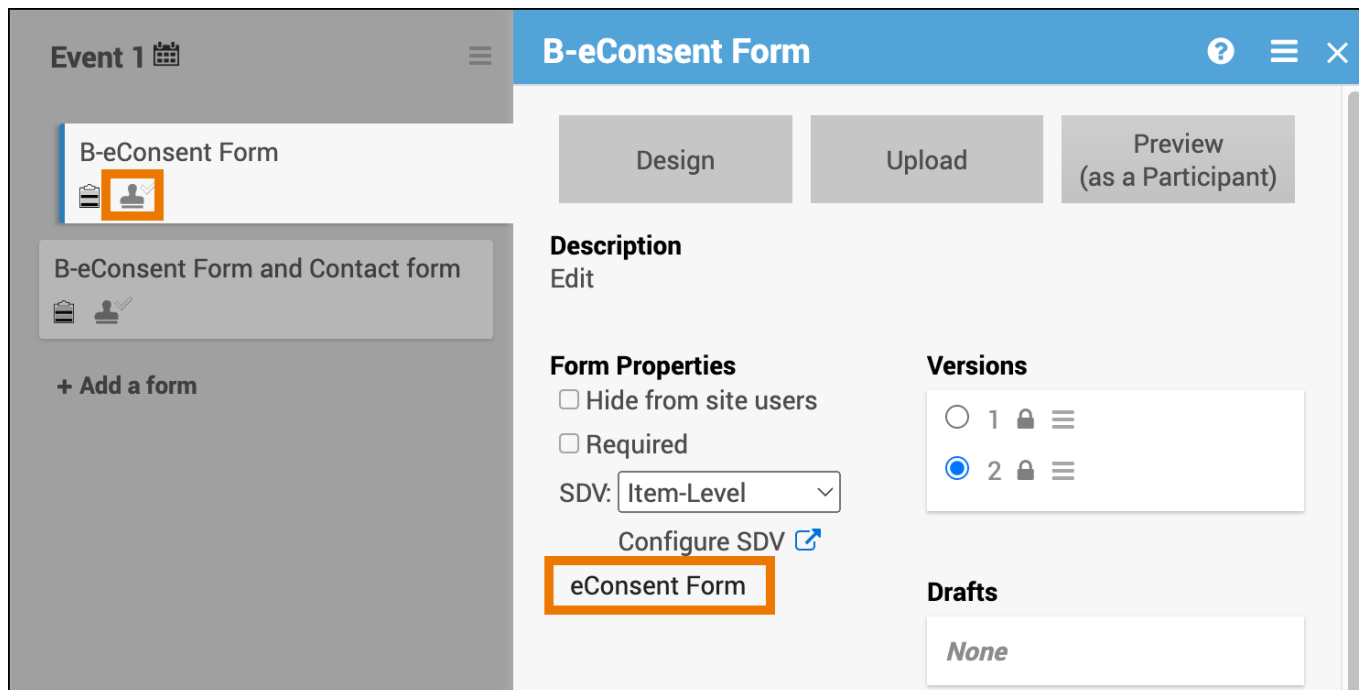 Event 1
B-eConsent Form
B-eConsent Form and Contact form
+ Add a form
B-eConsent Form
Design
Upload
Preview
(as a Participant)
Description
Edit
Form Properties
Hide from site users
Required
SDV: Item-Level
Configure SDV
eConsent Form
Versions
1
2
Drafts
None